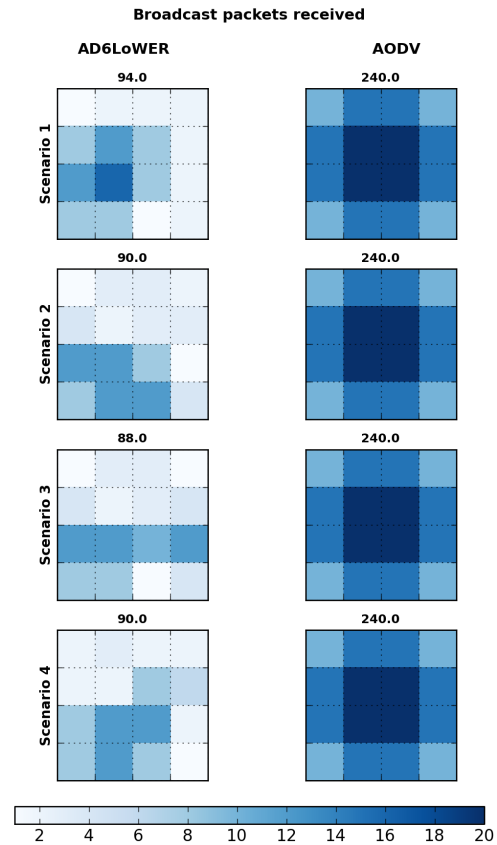 Broadcast packets received
AD6LoWER AODV
94.0 240.0
Scenario 1
90.0 240.0
Scenario 2
88.0 240.0
Scenario 3
90.0 240.0
Scenario 4
2 4 6 8 10 12 14 16 18 20